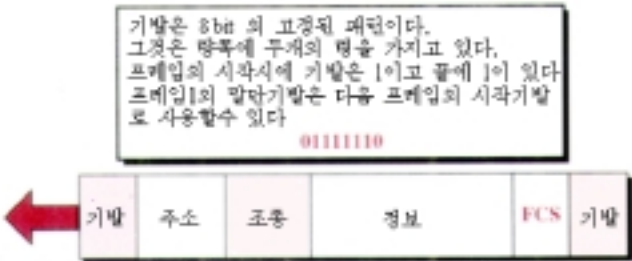 기발은 8bit 의 고정된 패턴이다.
그것은 량쪽에 두개의 령을 가지고 있다.
프레임의 시작시에 기발은 1이고 끝에 1이 있다
프레임1의 말단기발은 다음 프레임의 시작기발
로 사용할수 있다
01111110
기발 주소 조종 정보 FCS 기발